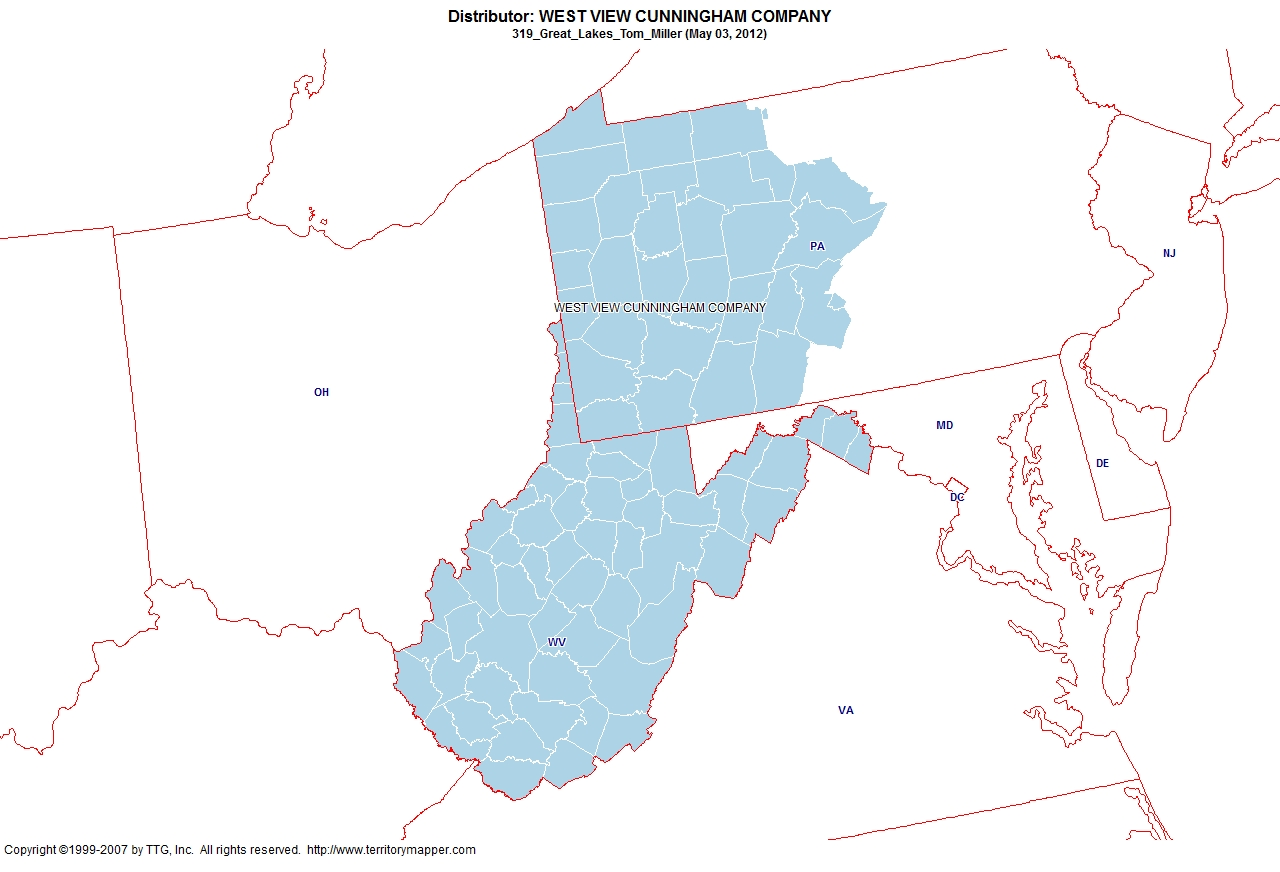 Distributor: WEST VIEW CUNNINGHAM COMPANY
319_Great_Lakes_Tom_Miller (May 03, 2012)
PA
NJ
WEST VIEW CUNNINGHAM COMPANY
OH
MD
DE
DC
WV
VA
Copyright ©1999-2007 by TTG, Inc. All rights reserved. http://www.territorymapper.com